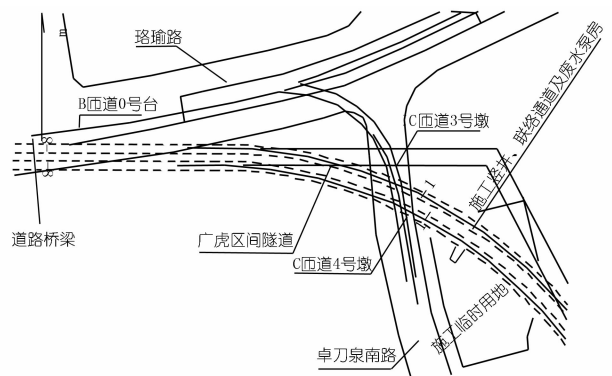 珞瑜路
B匝道0号台
C匝道3号墩
施工竖井、联络通道及废水泵房
道路桥梁
广虎区间隧道
C匝道4号墩
1
施工临时用地
卓刀泉南路